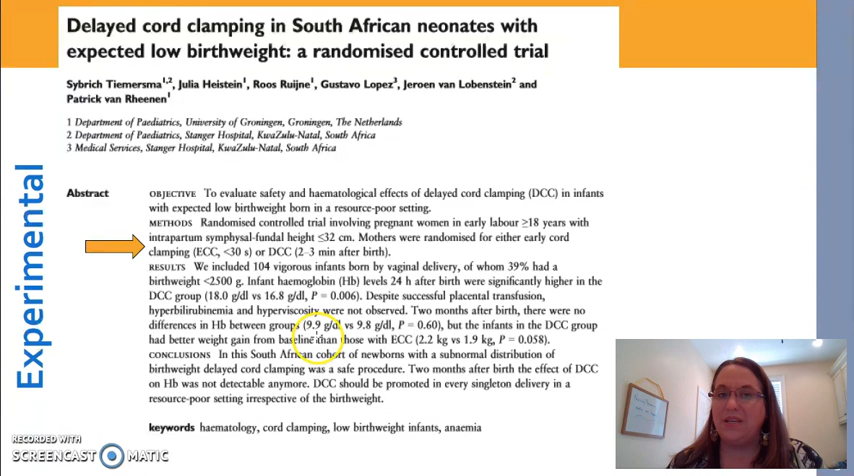 Delayed cord clamping in South African neonates with
expected low birthweight: a randomised controlled trial
Sybrich Tiemersma1,2, Julia Heistein1, Roos Ruijne1, Gustavo Lopez3, Jeroen van Lobenstein2 and
Patrick van Rheenen1
1 Department of Paediatrics, University of Groningen, Groningen, The Netherlands
2 Department of Paediatrics, Stanger Hospital, KwaZulu-Natal, South Africa
3 Medical Services, Stanger Hospital, KwaZulu-Natal, South Africa
Experimental
Abstract
OBJECTIVE To evaluate safety and haematological effects of delayed cord clamping (DCC) in infants
with expected low birthweight born in a resource-poor setting.
METHODS Randomised controlled trial involving pregnant women in early labour ≥18 years with
intrapartum symphysal-fundal height ≤32 cm. Mothers were randomised for either early cord
clamping (ECC, <30 s) or DCC (2–3 min after birth).
RESULTS We included 104 vigorous infants born by vaginal delivery, of whom 39% had a
birthweight <2500 g. Infant haemoglobin (Hb) levels 24 h after birth were significantly higher in the
DCC group (18.0 g/dl vs 16.8 g/dl, P = 0.006). Despite successful placental transfusion,
hyperbilirubinemia and hyperviscosity were not observed. Two months after birth, there were no
differences in Hb between groups (9.9 g/dl vs 9.8 g/dl, P = 0.60), but the infants in the DCC group
had better weight gain from baseline than those with ECC (2.2 kg vs 1.9 kg, P = 0.058).
CONCLUSIONS In this South African cohort of newborns with a subnormal distribution of
birthweight delayed cord clamping was a safe procedure. Two months after birth the effect of DCC
on Hb was not detectable anymore. DCC should be promoted in every singleton delivery in a
resource-poor setting irrespective of the birthweight.
keywords haematology, cord clamping, low birthweight infants, anaemia
RECORDED WITH
SCREENCAST MATIC